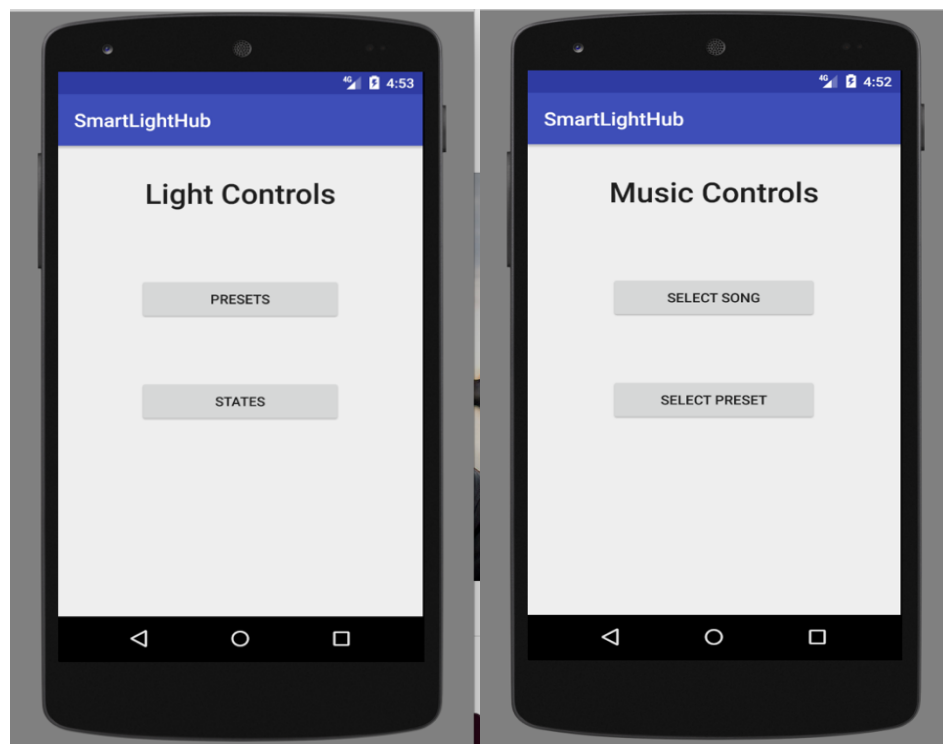 4G 4:53
SmartLightHub
Light Controls
PRESETS
STATES
4G 4:52
SmartLightHub
Music Controls
SELECT SONG
SELECT PRESET